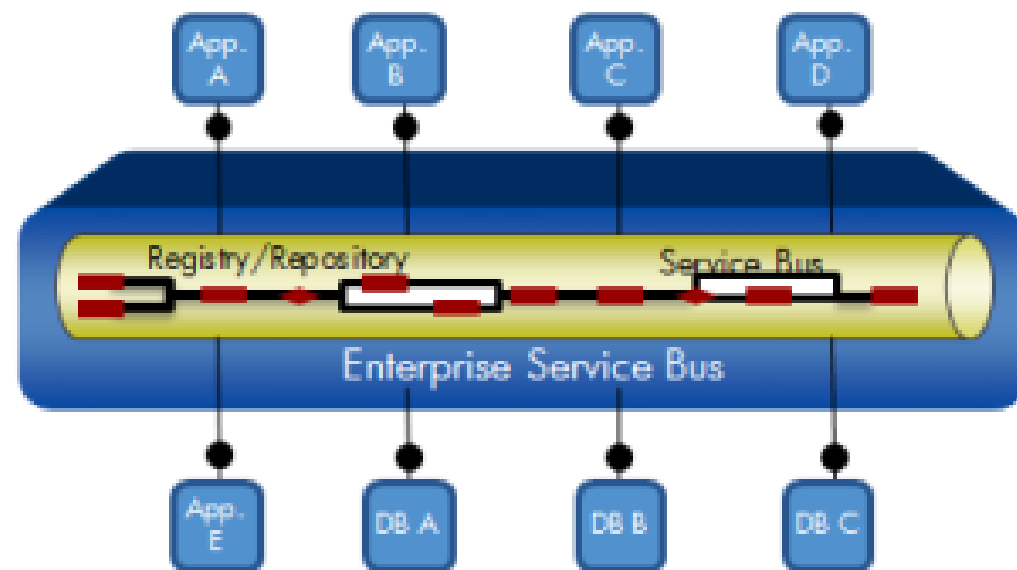 App.
A
App.
B
App.
C
App.
D
Registry/Repository
Service Bus
Enterprise Service Bus
App.
E
DB A
DB B
DB C